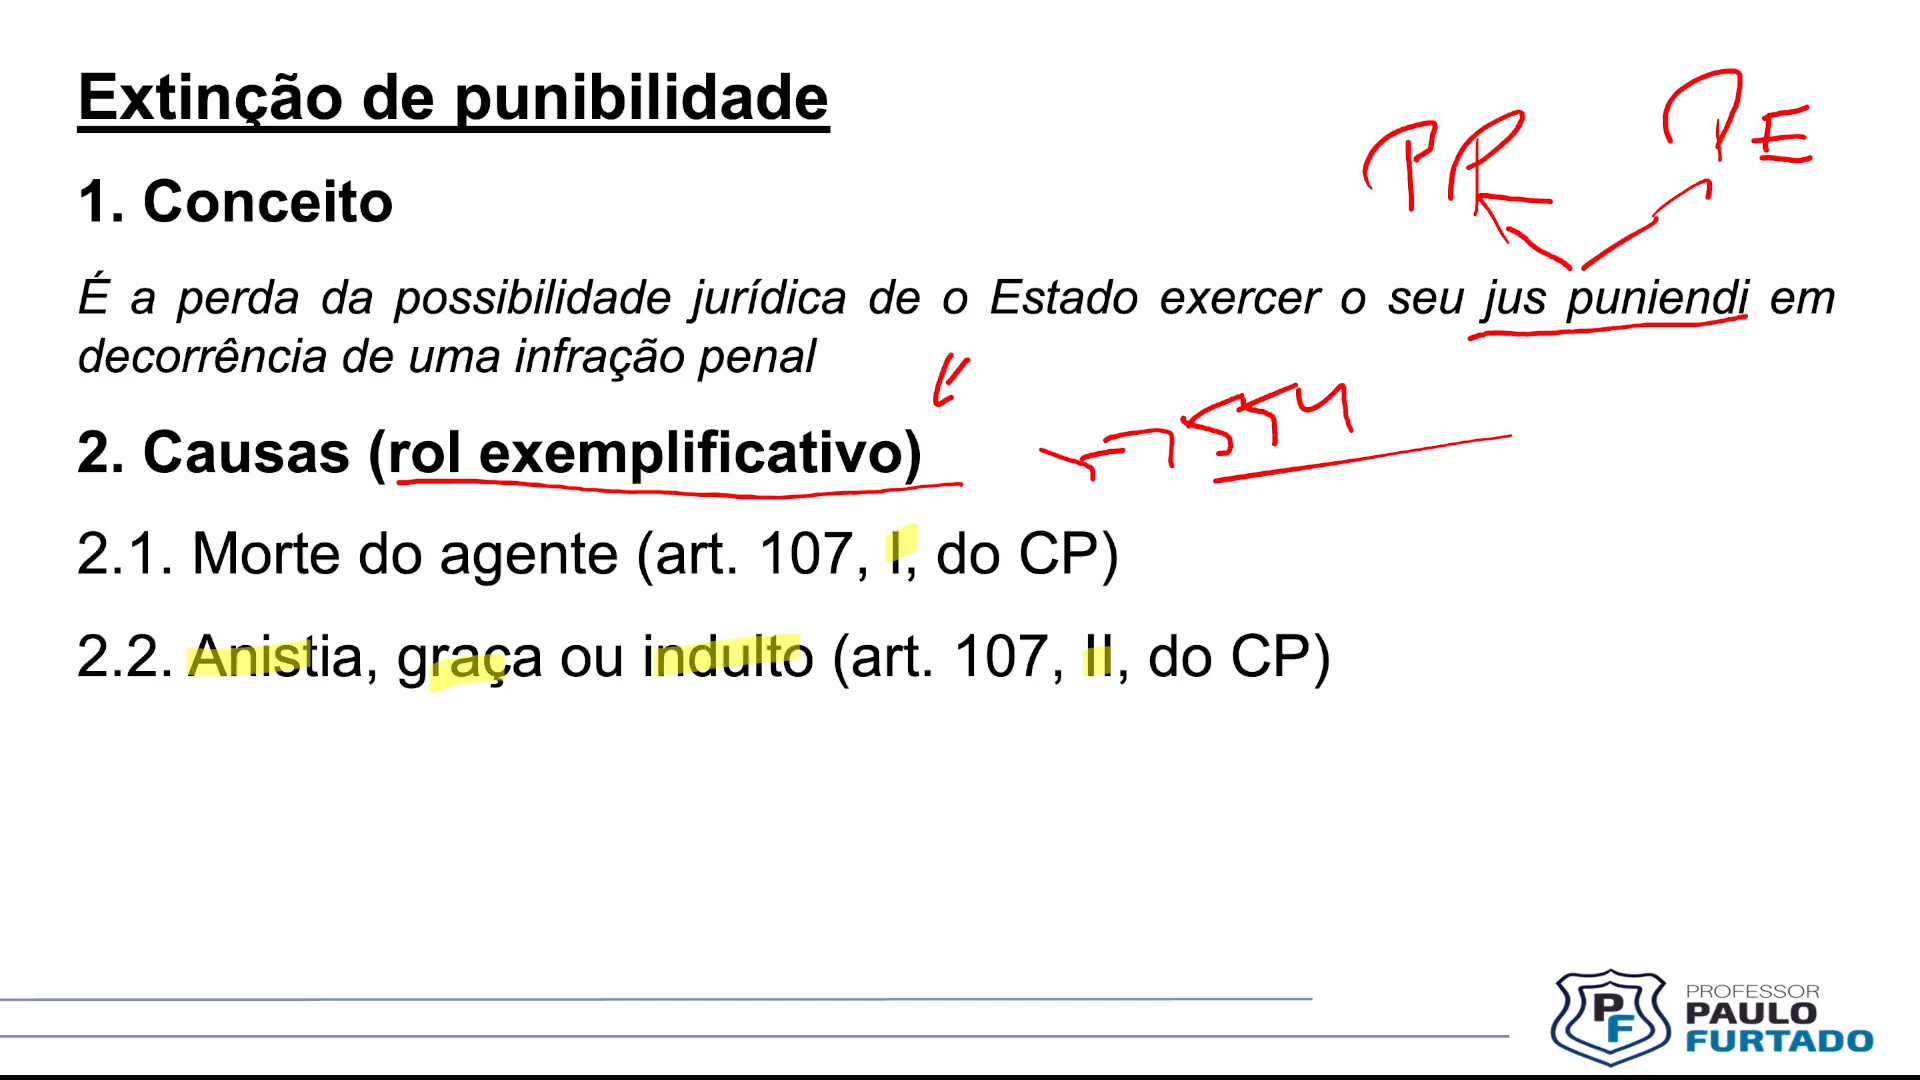 Extinção de punibilidade
PR PE
1. Conceito
É a perda da possibilidade jurídica de o Estado exercer o seu jus puniendi em
decorrência de uma infração penal
2. Causas (rol exemplificativo)
554
2.1. Morte do agente (art. 107, I, do CP)
2.2. Anistia, graça ou indulto (art. 107, II, do CP)
PF
PROFESSOR
PAULO
FURTADO